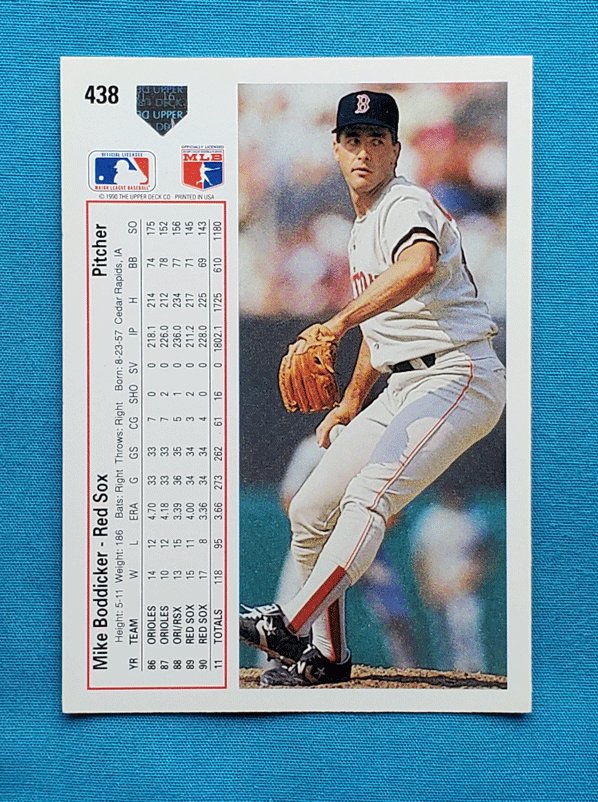 438
UPPER
DECK
UPPER
OFFICIAL LICENSEE
MAJOR LEAGUE BASEBALL
OFFICIALLY LICENSED
MAJOR LEAGUE BASEBALL PLAYERS
MLB
© 1990 THE UPPER DECK CO. PRINTED IN USA
Mike Boddicker - Red Sox Pitcher
Height: 5-11 Weight: 186 Bats: Right Throws: Right Born: 8-23-57 Cedar Rapids, IA
YR TEAM W L ERA G GS CG SHO SV IP H BB SO
86 ORIOLES 14 12 4.70 33 33 7 0 0 218.1 214 74 175
87 ORIOLES 10 12 4.18 33 33 7 2 0 226.0 212 78 152
88 ORI/RSX 13 15 3.39 36 35 5 1 0 236.0 234 77 156
89 RED SOX 15 11 4.00 34 34 3 2 0 211.2 217 71 145
90 RED SOX 17 8 3.36 34 34 4 0 0 228.0 225 69 143
11 TOTALS 118 95 3.66 273 262 61 16 0 1802.1 1725 610 1180
B